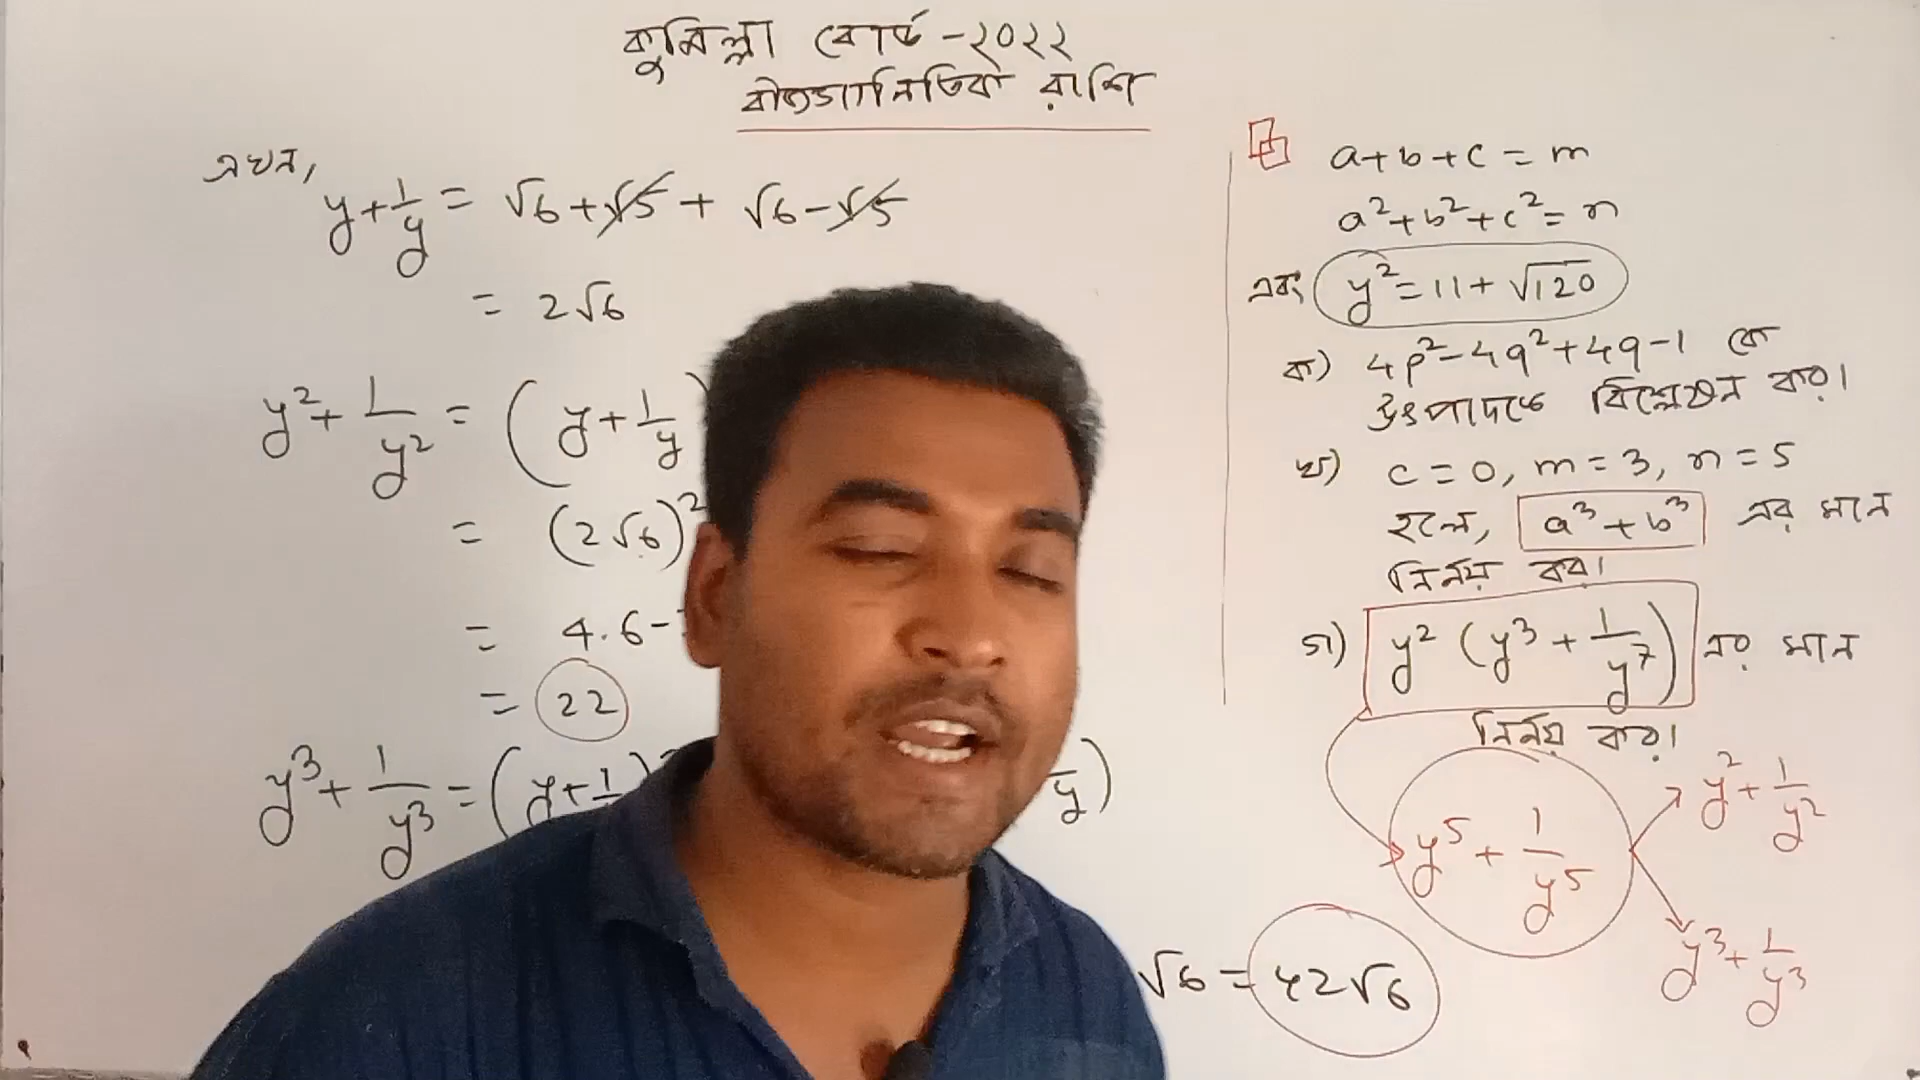 কুমিল্লা বোর্ড -২০২২
বীজগানিতিক রাশি
এখন,
y + 1/y = √6 + √5 + √6 - √5
= 2√6
y² + 1/y² = ( y + 1/y
= (2√6)²
= 4.6 -
= 22
y³ + 1/y³ = ( y + 1/y ) y )
√6 = 42√6
a + b + c = m
a² + b² + c² = n
এবং y² = 11 + √120
ক) 4p² - 4q² + 4q - 1 কে
উৎপাদকে বিশ্লেষন কর।
খ) c = 0, m = 3, n = 5
হলে, a³ + b³ এর মান
নির্নয় কর।
গ) y² ( y³ + 1/y⁷ ) এর মান
নির্নয় কর।
y⁵ + 1/y⁵
y² + 1/y²
y³ + 1/y³